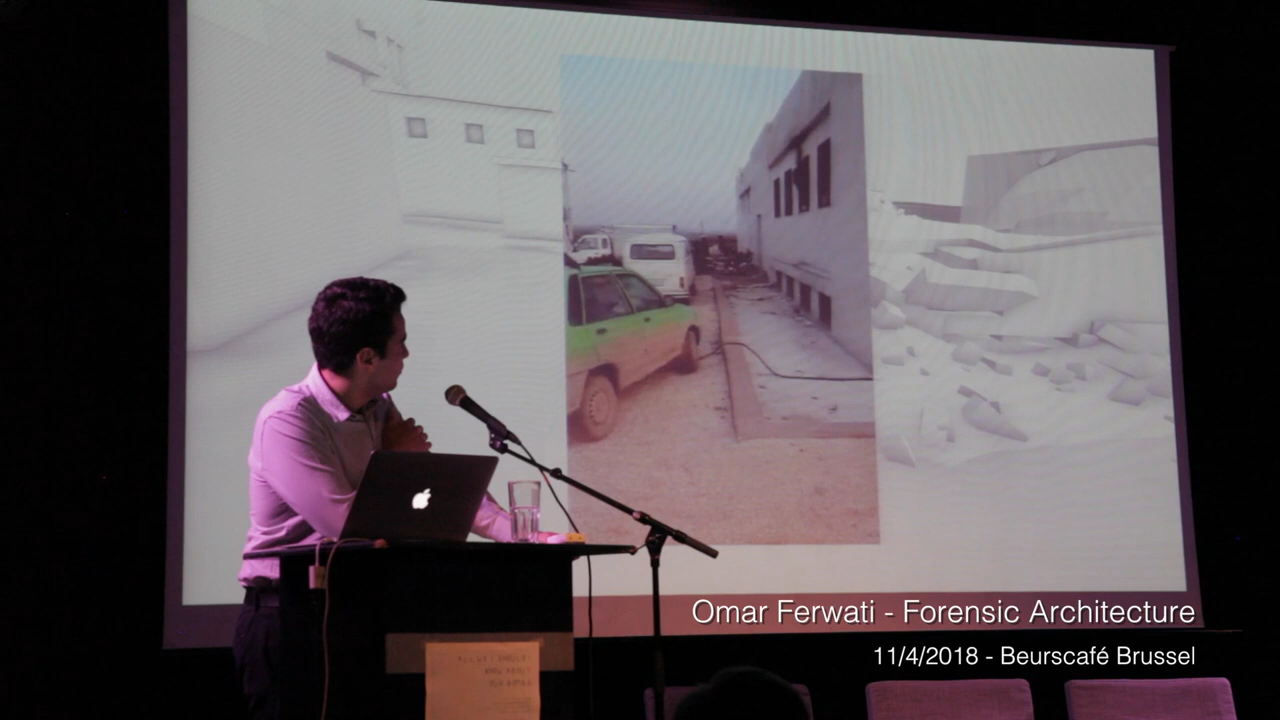 Omar Ferwati - Forensic Architecture
11/4/2018 - Beurscafé Brussel